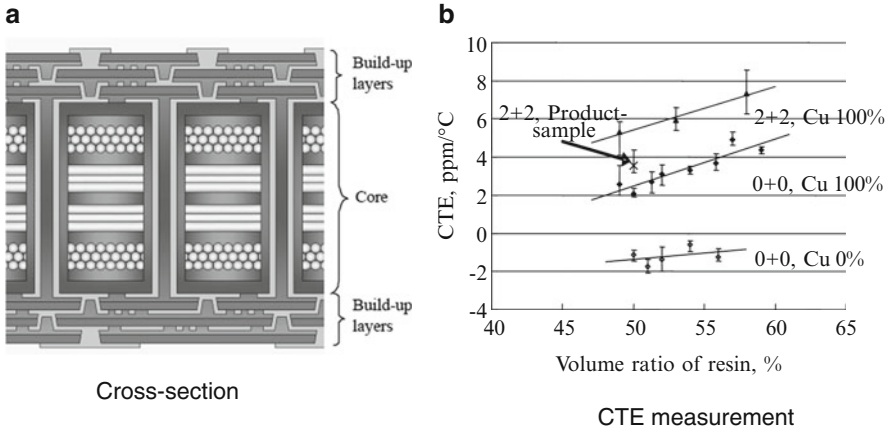 a
Build-up
layers
Core
Build-up
layers
Cross-section
b
10
8
6
4
2
0
-2
-4
CTE, ppm/°C
2+2, Product-
sample
2+2, Cu 100%
0+0, Cu 100%
0+0, Cu 0%
40 45 50 55 60 65
Volume ratio of resin, %
CTE measurement